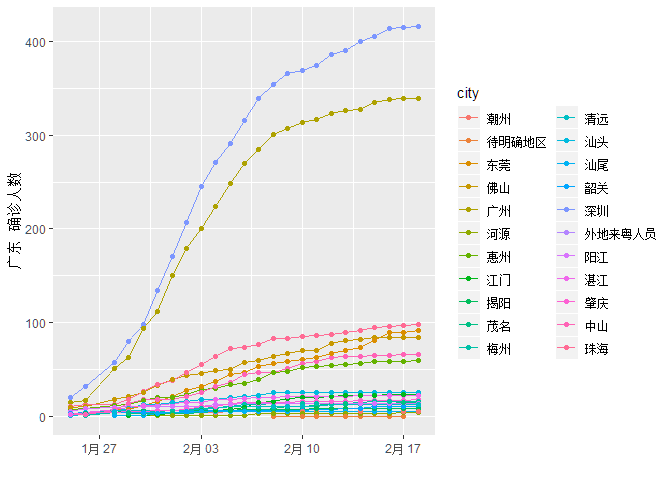 400
300
200
100
0
广东 确诊人数
1月 27
2月 03
2月 10
2月 17
city
潮州
待明确地区
东莞
佛山
广州
河源
惠州
江门
揭阳
茂名
梅州
清远
汕头
汕尾
韶关
深圳
外地来粤人员
阳江
湛江
肇庆
中山
珠海